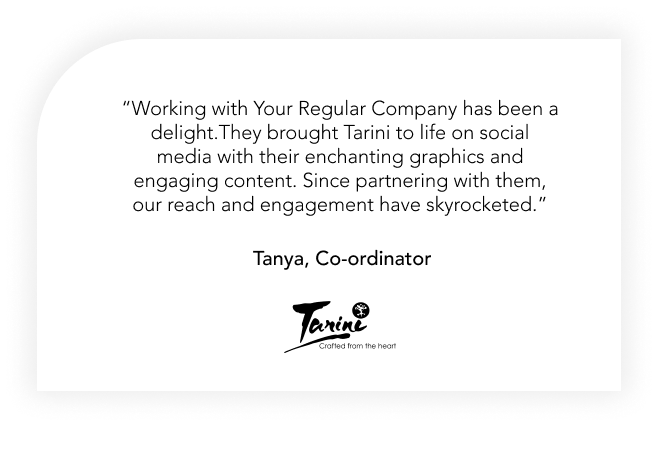 “Working with Your Regular Company has been a
delight.They brought Tarini to life on social
media with their enchanting graphics and
engaging content. Since partnering with them,
our reach and engagement have skyrocketed.”
Tanya, Co-ordinator
Tarini
Crafted from the heart